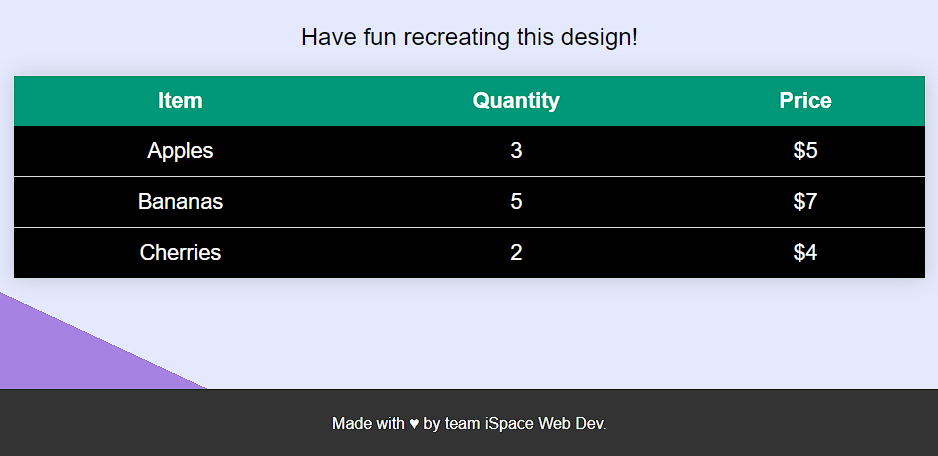 Have fun recreating this design!
Item Quantity Price
Apples 3 $5
Bananas 5 $7
Cherries 2 $4
Made with ♥ by team iSpace Web Dev.